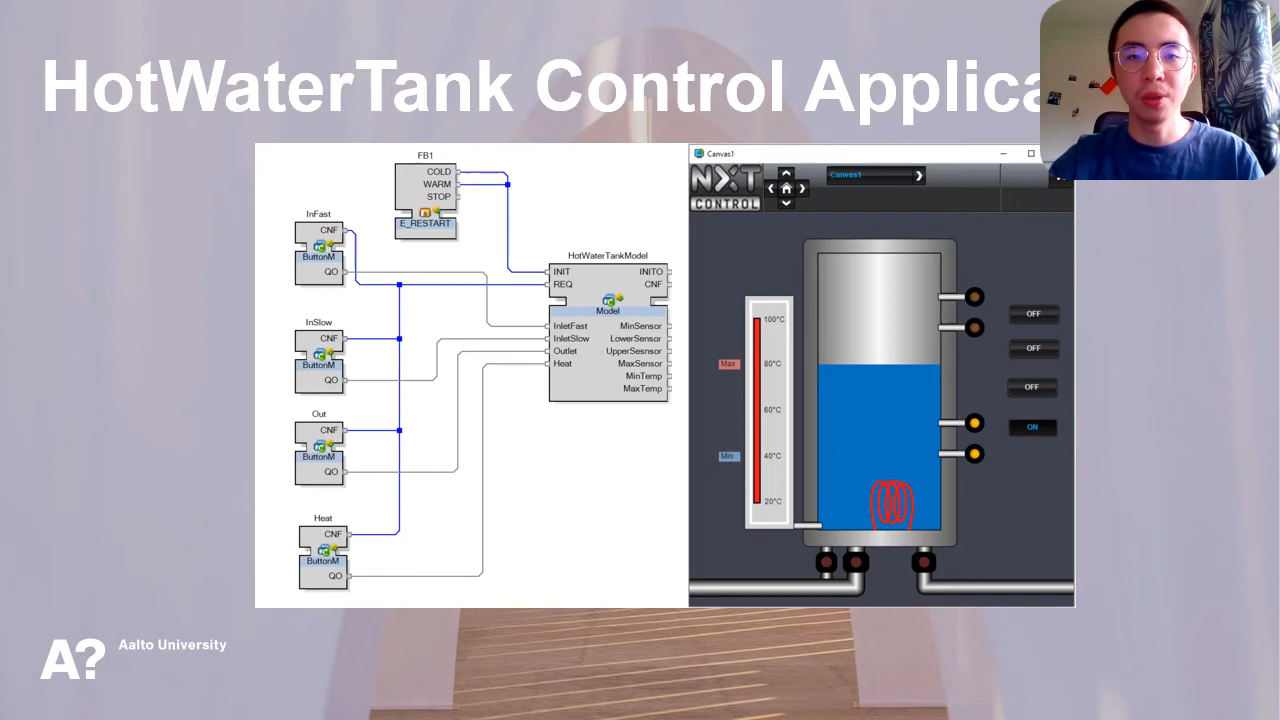 HotWaterTank Control Applica
FB1
COLD
WARM
STOP
E_RESTART
InFast
CNF
ButtonM
QO
InSlow
CNF
ButtonM
QO
Out
CNF
ButtonM
QO
Heat
CNF
ButtonM
QO
HotWaterTankModel
INIT INITO
REQ CNF
Model
InletFast MinSensor
InletSlow LowerSensor
Outlet UpperSesnsor
Heat MaxSensor
MinTemp
MaxTemp
Canvas1
NXT
CONTROL
Canvas1
100°C
Max 80°C
60°C
Min 40°C
20°C
OFF
OFF
OFF
ON
A?
Aalto University